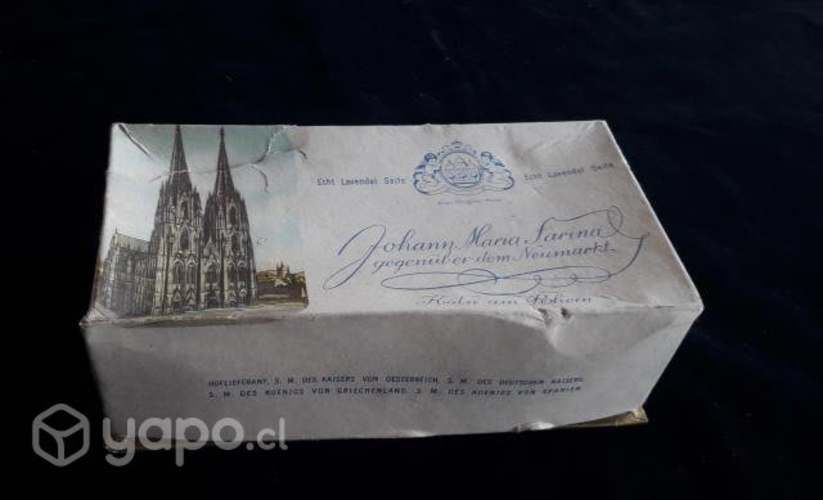 Echt Lavendel Seife Echt Lavendel Seife
Johann Maria Farina
gegenüber dem Neumarkt.
Köln am Rhein
HOFLIEFERANT, S. M. DES KAISERS VON OESTERREICH, S. M. DES DEUTSCHEN KAISERS,
S. M. DES KOENIGS VON GRIECHENLAND, S. M. DES KOENIGS VON SPANIEN
yapo.cl